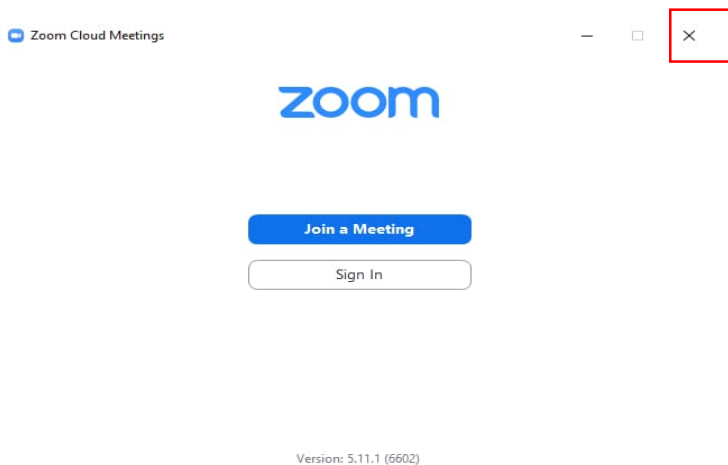 Zoom Cloud Meetings
zoom
Join a Meeting
Sign In
Version: 5.11.1 (6602)